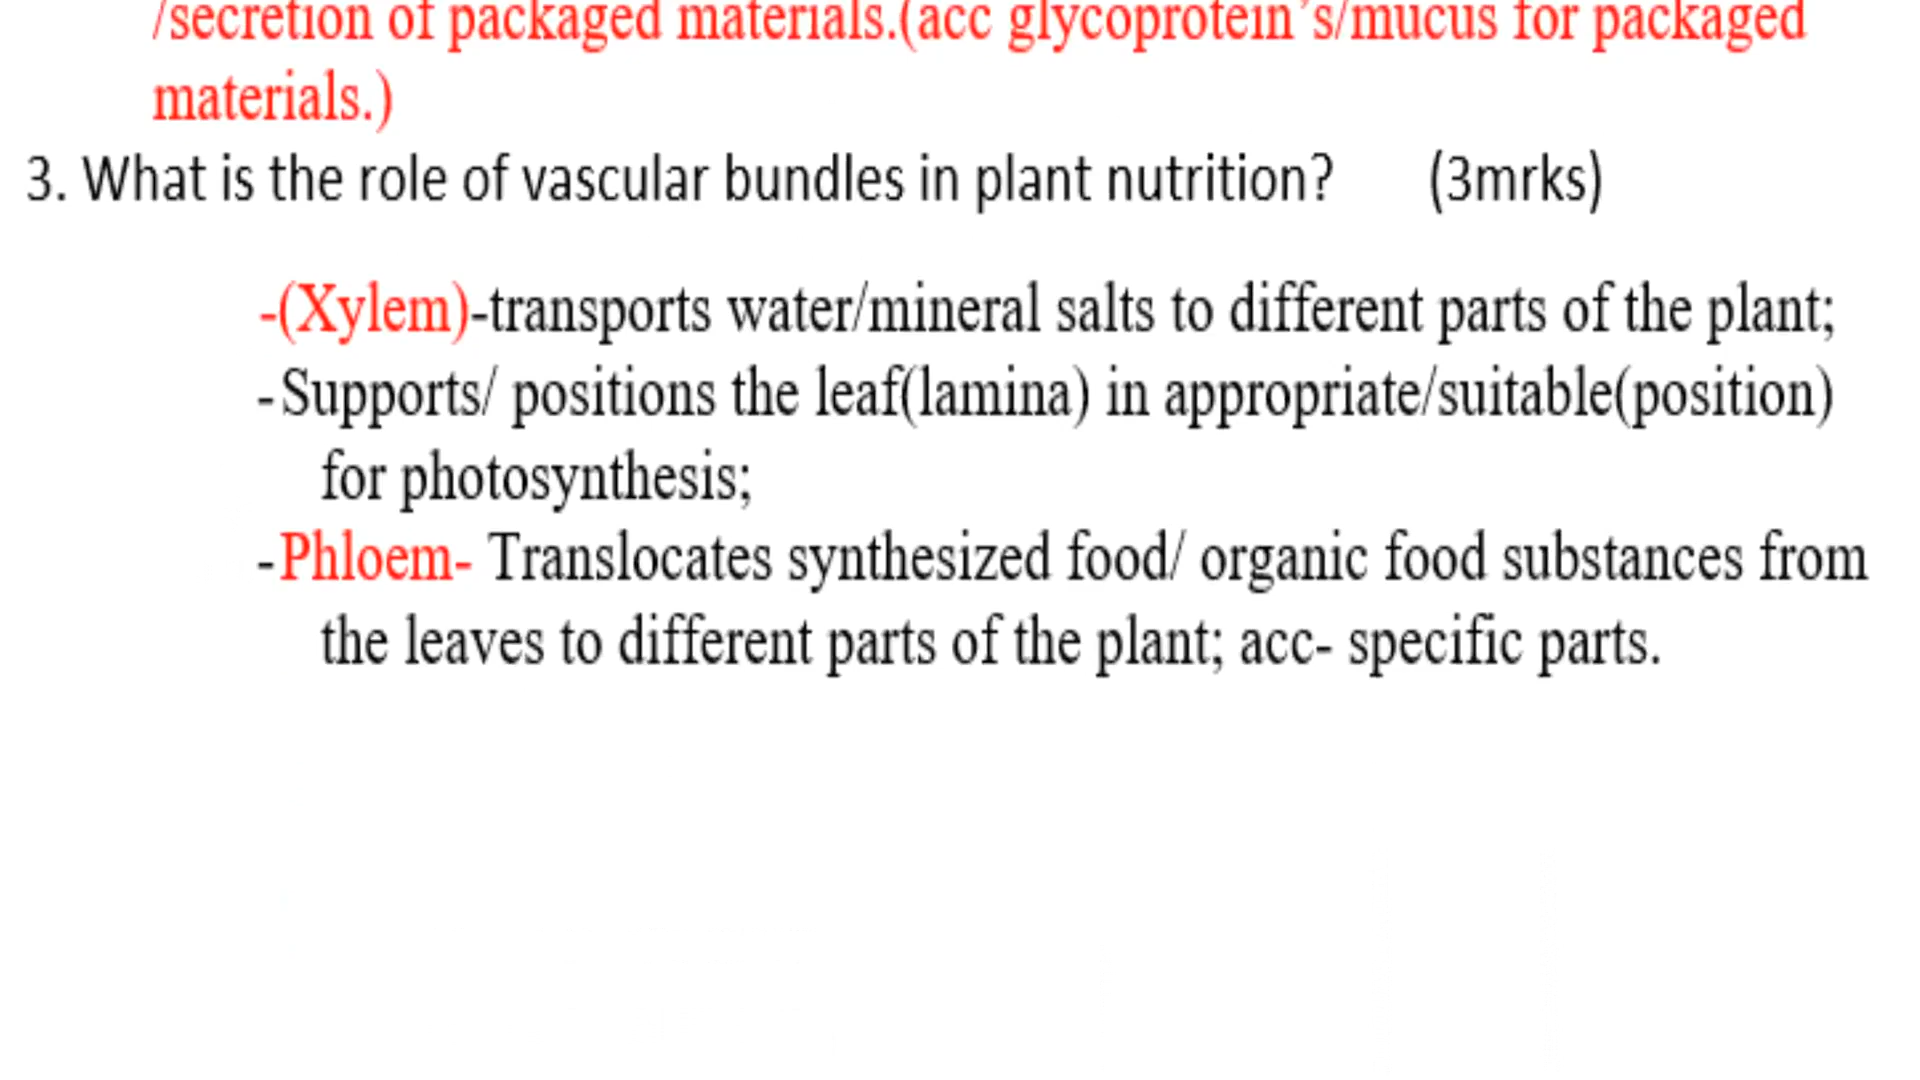 /secretion of packaged materials.(acc glycoprotein's/mucus for packaged
materials.)
3. What is the role of vascular bundles in plant nutrition? (3mrks)
-(Xylem)-transports water/mineral salts to different parts of the plant;
-Supports/ positions the leaf(lamina) in appropriate/suitable(position)
for photosynthesis;
-Phloem- Translocates synthesized food/ organic food substances from
the leaves to different parts of the plant; acc- specific parts.